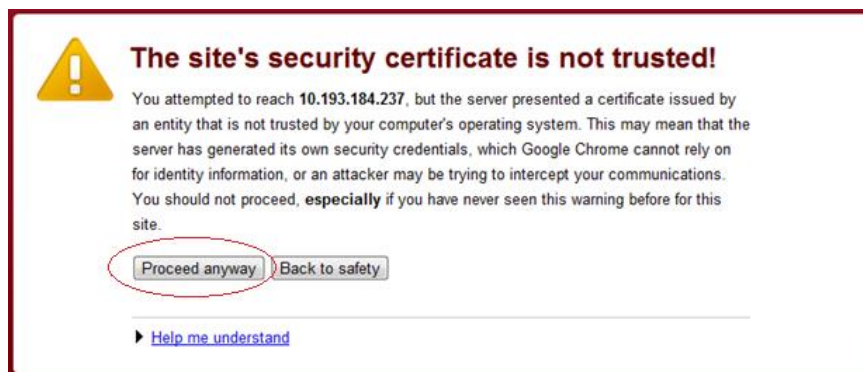 The site's security certificate is not trusted!
You attempted to reach 10.193.184.237, but the server presented a certificate issued by
an entity that is not trusted by your computer's operating system. This may mean that the
server has generated its own security credentials, which Google Chrome cannot rely on
for identity information, or an attacker may be trying to intercept your communications.
You should not proceed, especially if you have never seen this warning before for this
site.
Proceed anyway Back to safety
Help me understand